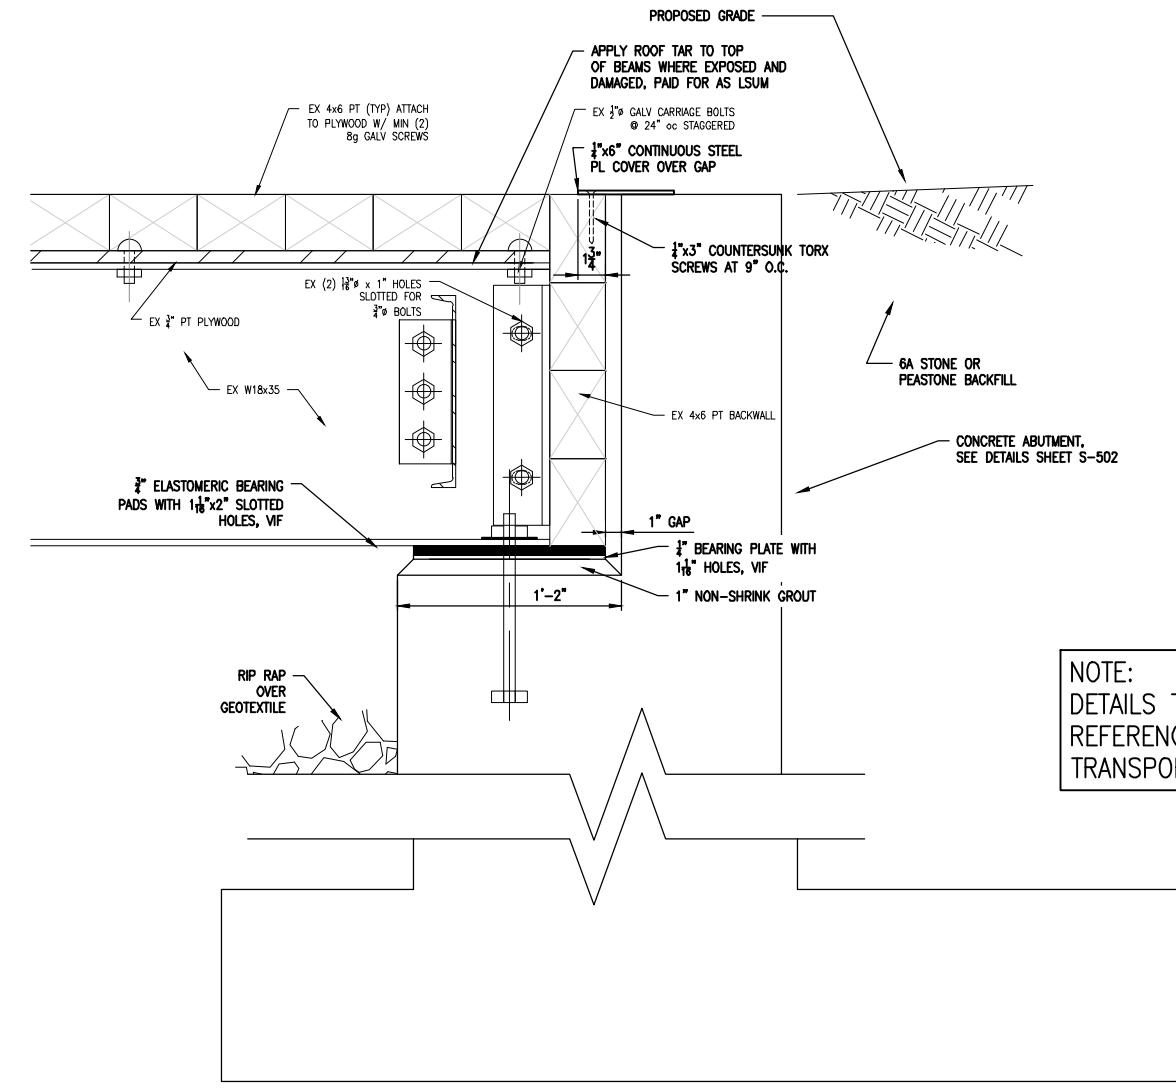 PROPOSED GRADE
APPLY ROOF TAR TO TOP
OF BEAMS WHERE EXPOSED AND
DAMAGED, PAID FOR AS LSUM
EX 4x6 PT (TYP) ATTACH
TO PLYWOOD W/ MIN (2)
8g GALV SCREWS
EX 1/2"ø GALV CARRIAGE BOLTS
@ 24" oc STAGGERED
1/4"x6" CONTINUOUS STEEL
PL COVER OVER GAP
1 3/4"
1/4"x3" COUNTERSUNK TORX
SCREWS AT 9" O.C.
EX (2) 13/16"ø x 1" HOLES
SLOTTED FOR
3/4"ø BOLTS
EX 3/4" PT PLYWOOD
6A STONE OR
PEASTONE BACKFILL
EX W18x35
EX 4x6 PT BACKWALL
CONCRETE ABUTMENT,
SEE DETAILS SHEET S-502
3/4" ELASTOMERIC BEARING
PADS WITH 1 1/16"x2" SLOTTED
HOLES, VIF
1" GAP
1/4" BEARING PLATE WITH
1 1/16" HOLES, VIF
1'-2"
1" NON-SHRINK GROUT
RIP RAP
OVER
GEOTEXTILE
NOTE:
DETAILS